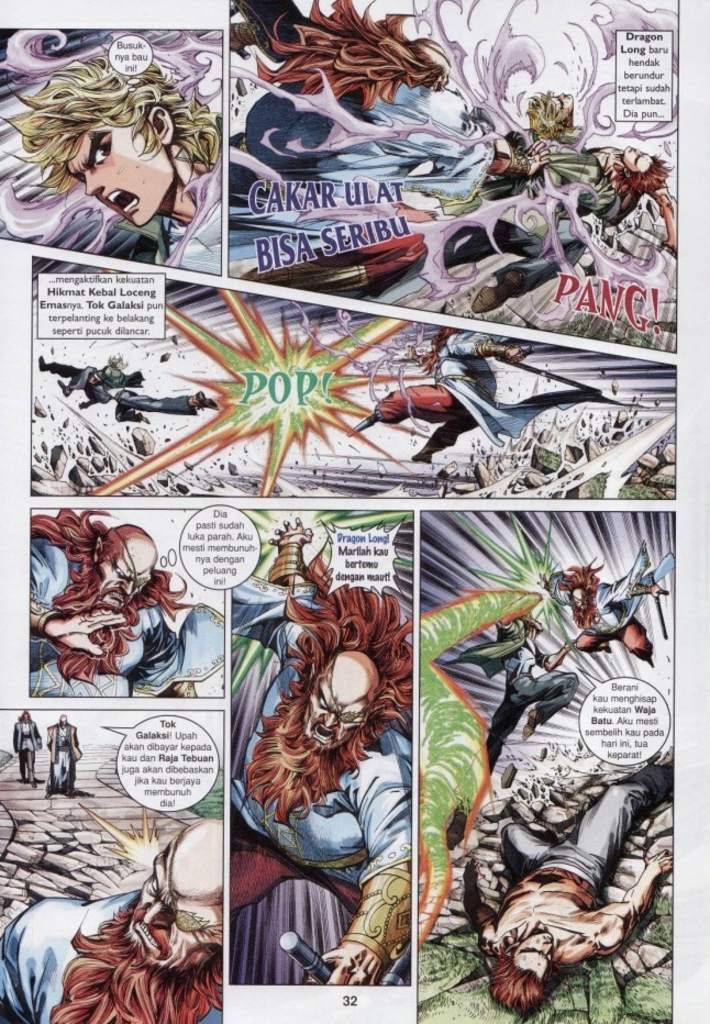 Busuk-
nya bau
ini!
CAKAR ULAT
BISA SERIBU
Dragon
Long baru
hendak
berundur
tetapi sudah
terlambat.
Dia pun...
PANG!
...mengaktifkan kekuatan
Hikmat Kebal Loceng
Emasnya. Tok Galaksi pun
terpelanting ke belakang
seperti pucuk dilancar.
POP!
Dia
pasti sudah
luka parah. Aku
mesti membunuh-
nya dengan
peluang
ini!
Dragon Long!
Marilah kau
bertemu
dengan maut!
Berani
kau menghisap
kekuatan Waja
Batu. Aku mesti
sembelih kau pada
hari ini, tua
keparat!
Tok
Galaksi! Upah
akan dibayar kepada
kau dan Raja Tebuan
juga akan dibebaskan
jika kau berjaya
membunuh
dia!
32